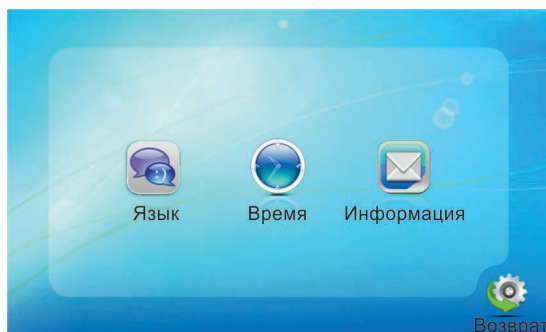 Язык Время Информация
Возврат